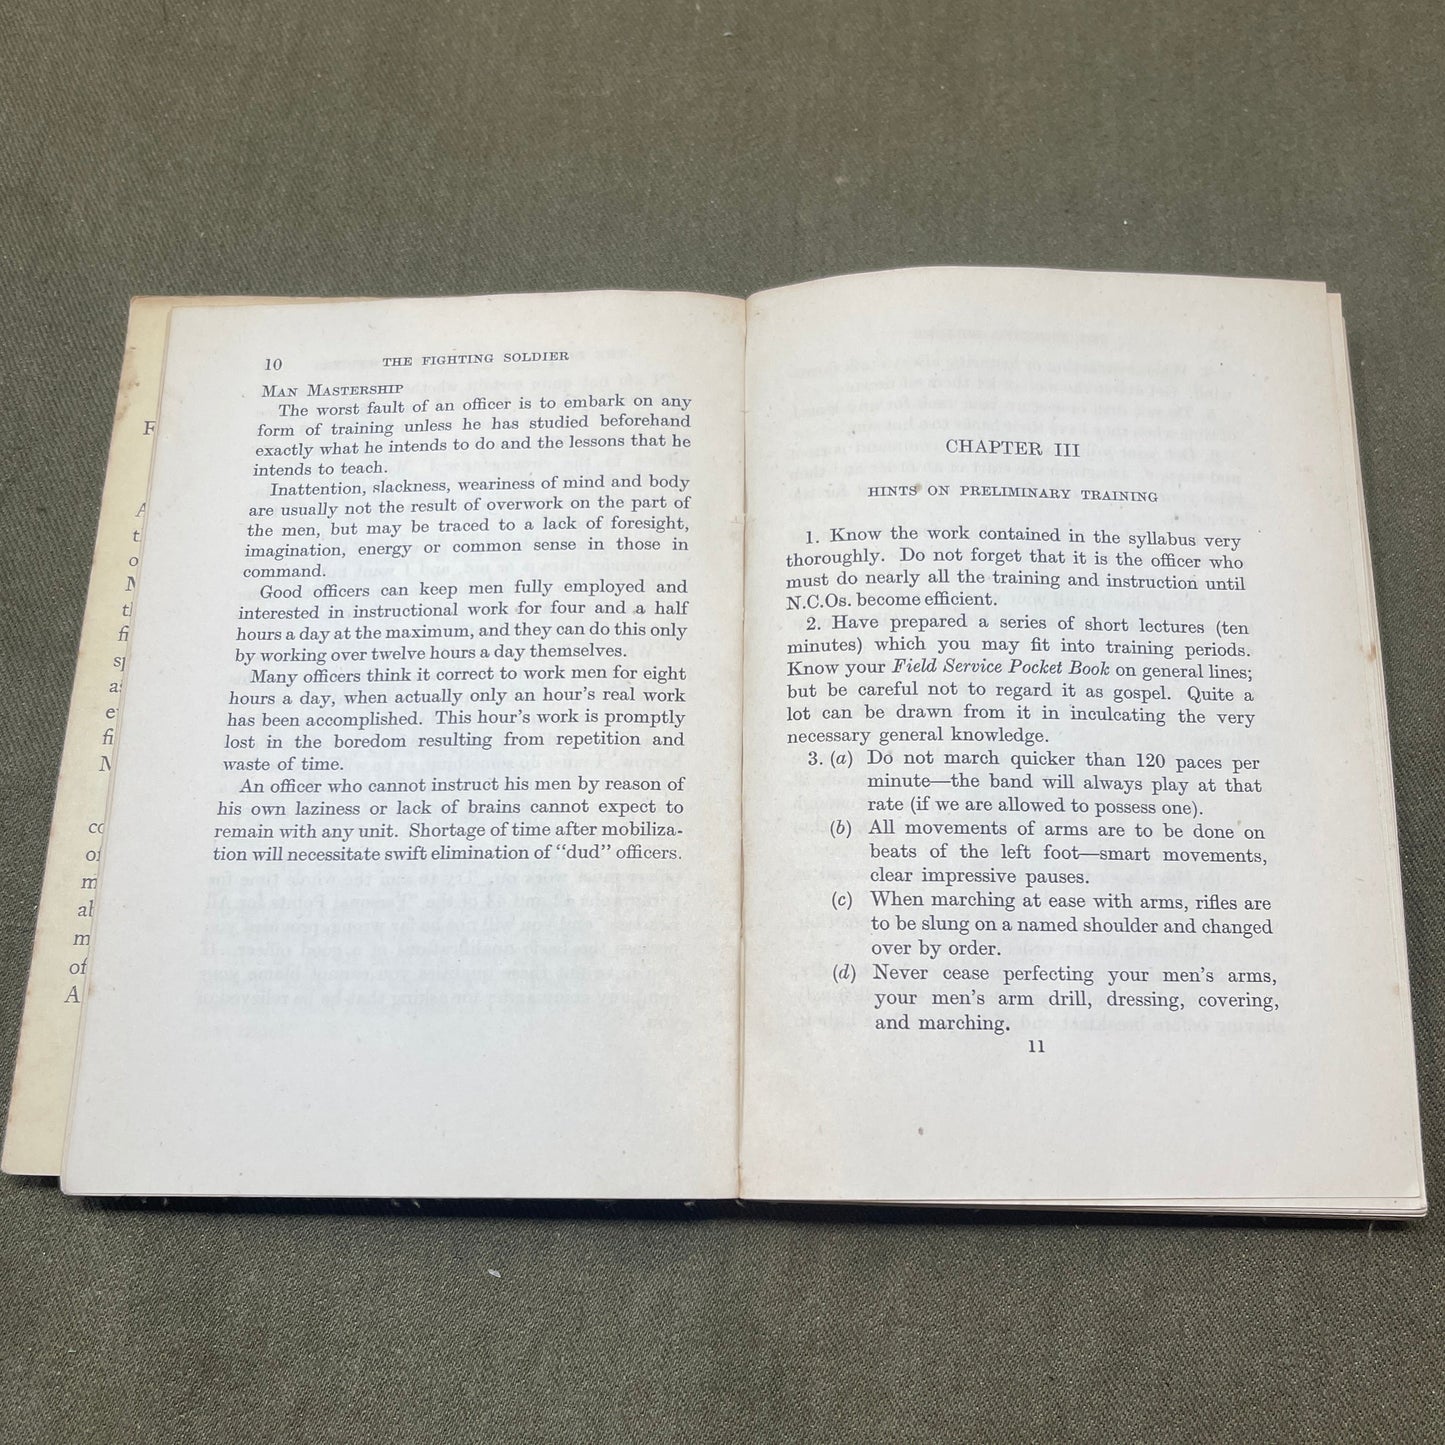 10 THE FIGHTING SOLDIER
MAN MASTERSHIP
The worst fault of an officer is to embark on any
form of training unless he has studied beforehand
exactly what he intends to do and the lessons that he
intends to teach.
Inattention, slackness, weariness of mind and body
are usually not the result of overwork on the part of
the men, but may be traced to a lack of foresight,
imagination, energy or common sense in those in
command.
Good officers can keep men fully employed and
interested in instructional work for four and a half
hours a day at the maximum, and they can do this only
by working over twelve hours a day themselves.
Many officers think it correct to work men for eight
hours a day, when actually only an hour's real work
has been accomplished. This hour's work is promptly
lost in the boredom resulting from repetition and
waste of time.
An officer who cannot instruct his men by reason of
his own laziness or lack of brains cannot expect to
remain with any unit. Shortage of time after mobiliza-
tion will necessitate swift elimination of "dud" officers.
CHAPTER III
HINTS ON PRELIMINARY TRAINING
1. Know the work contained in the syllabus very
thoroughly. Do not forget that it is the officer who
must do nearly all the training and instruction until
N.C.Os. become efficient.
2. Have prepared a series of short lectures (ten
minutes) which you may fit into training periods.
Know your Field Service Pocket Book on general lines;
but be careful not to regard it as gospel. Quite a
lot can be drawn from it in inculcating the very
necessary general knowledge.
3. (a) Do not march quicker than 120 paces per
minute—the band will always play at that
rate (if we are allowed to possess one).
(b) All movements of arms are to be done on
beats of the left foot—smart movements,
clear impressive pauses.
(c) When marching at ease with arms, rifles are
to be slung on a named shoulder and changed
over by order.
(d) Never cease perfecting your men's arms,
your men's arm drill, dressing, covering,
and marching.
11